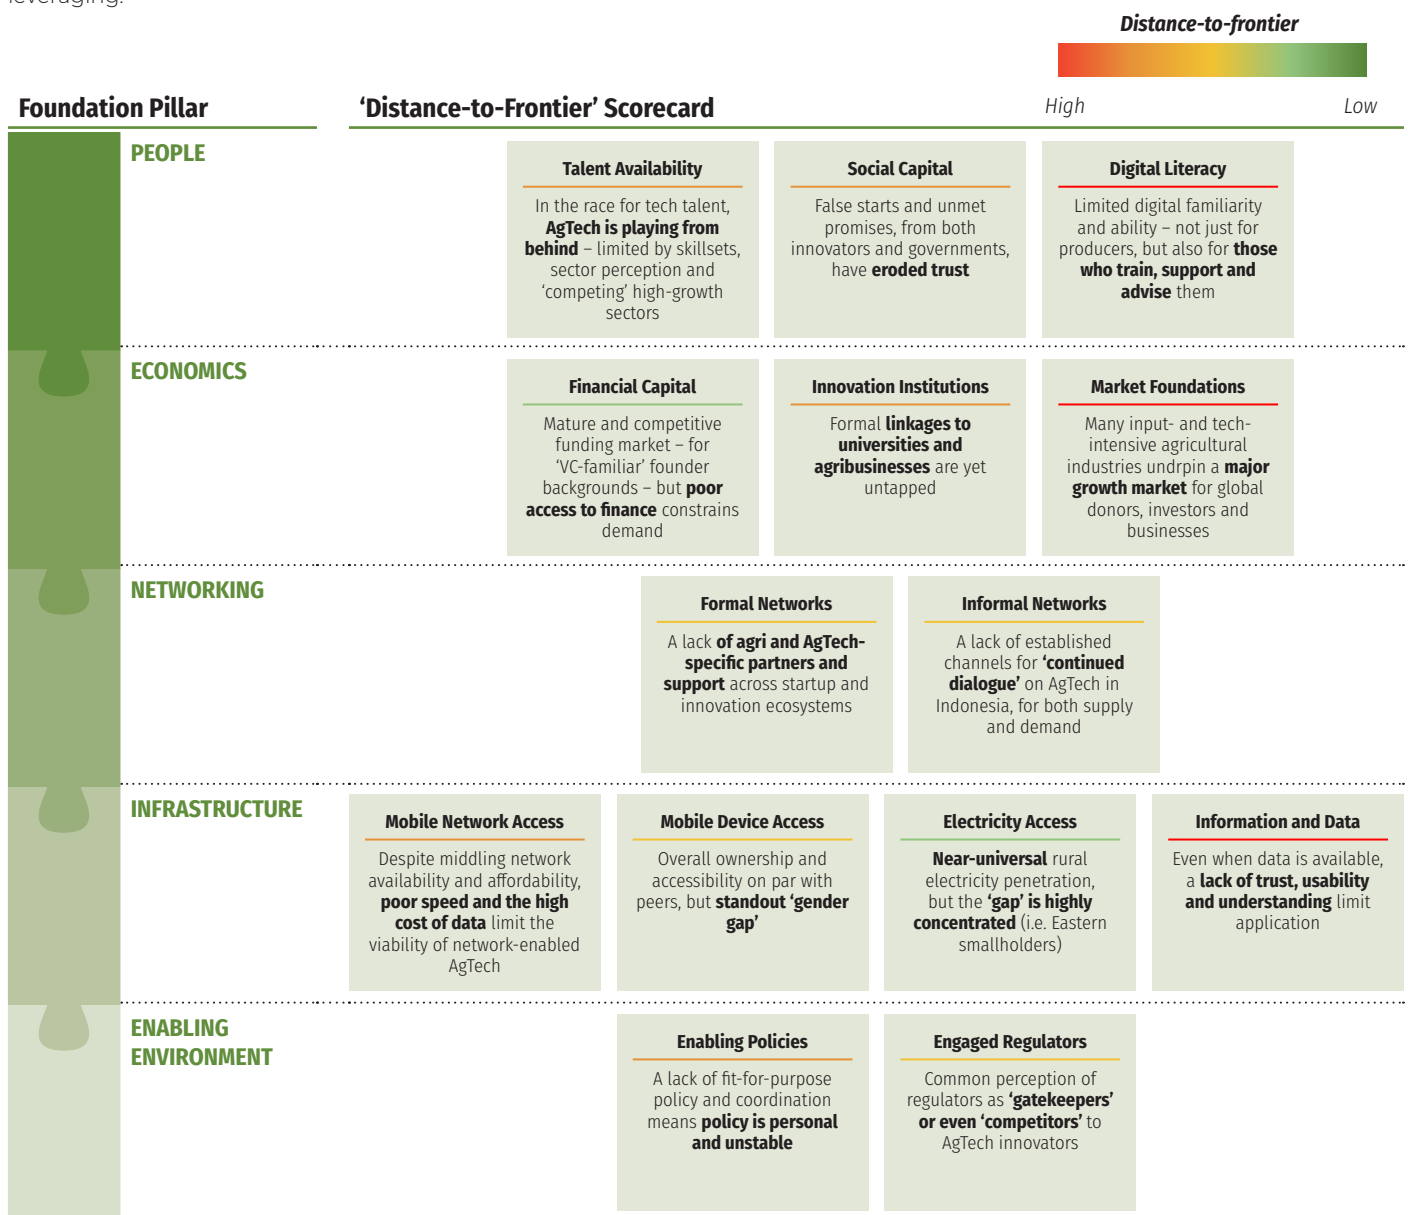 leveraging.
Distance-to-frontier
High
Low
Foundation Pillar
‘Distance-to-Frontier’ Scorecard
PEOPLE
Talent Availability
In the race for tech talent,
AgTech is playing from
behind – limited by skillsets,
sector perception and
‘competing’ high-growth
sectors
Social Capital
False starts and unmet
promises, from both
innovators and governments,
have eroded trust
Digital Literacy
Limited digital familiarity
and ability – not just for
producers, but also for those
who train, support and
advise them
ECONOMICS
Financial Capital
Mature and competitive
funding market – for
‘VC-familiar’ founder
backgrounds – but poor
access to finance constrains
demand
Innovation Institutions
Formal linkages to
universities and
agribusinesses are yet
untapped
Market Foundations
Many input- and tech-
intensive agricultural
industries undrpin a major
growth market for global
donors, investors and
businesses
NETWORKING
Formal Networks
A lack of agri and AgTech-
specific partners and
support across startup and
innovation ecosystems
Informal Networks
A lack of established
channels for ‘continued
dialogue’ on AgTech in
Indonesia, for both supply
and demand
INFRASTRUCTURE
Mobile Network Access
Despite middling network
availability and affordability,
poor speed and the high
cost of data limit the
viability of network-enabled
AgTech
Mobile Device Access
Overall ownership and
accessibility on par with
peers, but standout ‘gender
gap’
Electricity Access
Near-universal rural
electricity penetration,
but the ‘gap’ is highly
concentrated (i.e. Eastern
smallholders)
Information and Data
Even when data is available,
a lack of trust, usability
and understanding limit
application
ENABLING
ENVIRONMENT
Enabling Policies
A lack of fit-for-purpose
policy and coordination
means policy is personal
and unstable
Engaged Regulators
Common perception of
regulators as ‘gatekeepers’
or even ‘competitors’ to
AgTech innovators